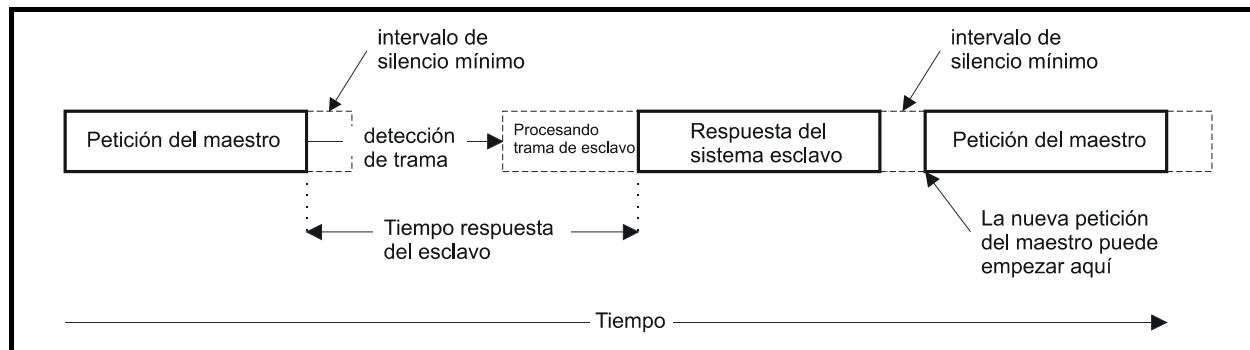 intervalo de
silencio mínimo
intervalo de
silencio mínimo
Petición del maestro
detección
de trama
Procesando
trama de esclavo
Respuesta del
sistema esclavo
Petición del maestro
Tiempo respuesta
del esclavo
La nueva petición
del maestro puede
empezar aquí
Tiempo